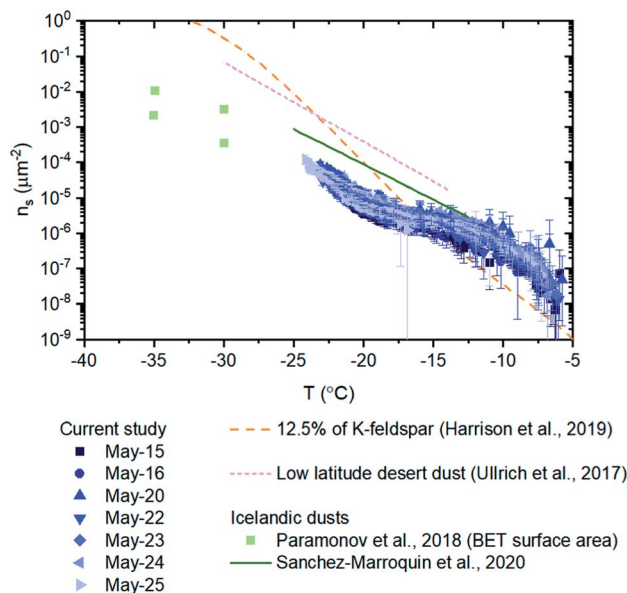 10⁰
10⁻¹
10⁻²
10⁻³
10⁻⁴
10⁻⁵
10⁻⁶
10⁻⁷
10⁻⁸
10⁻⁹
nₛ (μm⁻²)
-40 -35 -30 -25 -20 -15 -10 -5
T (°C)
Current study
May-15
May-16
May-20
May-22
May-23
May-24
May-25
12.5% of K-feldspar (Harrison et al., 2019)
Low latitude desert dust (Ullrich et al., 2017)
Icelandic dusts
Paramonov et al., 2018 (BET surface area)
Sanchez-Marroquin et al., 2020